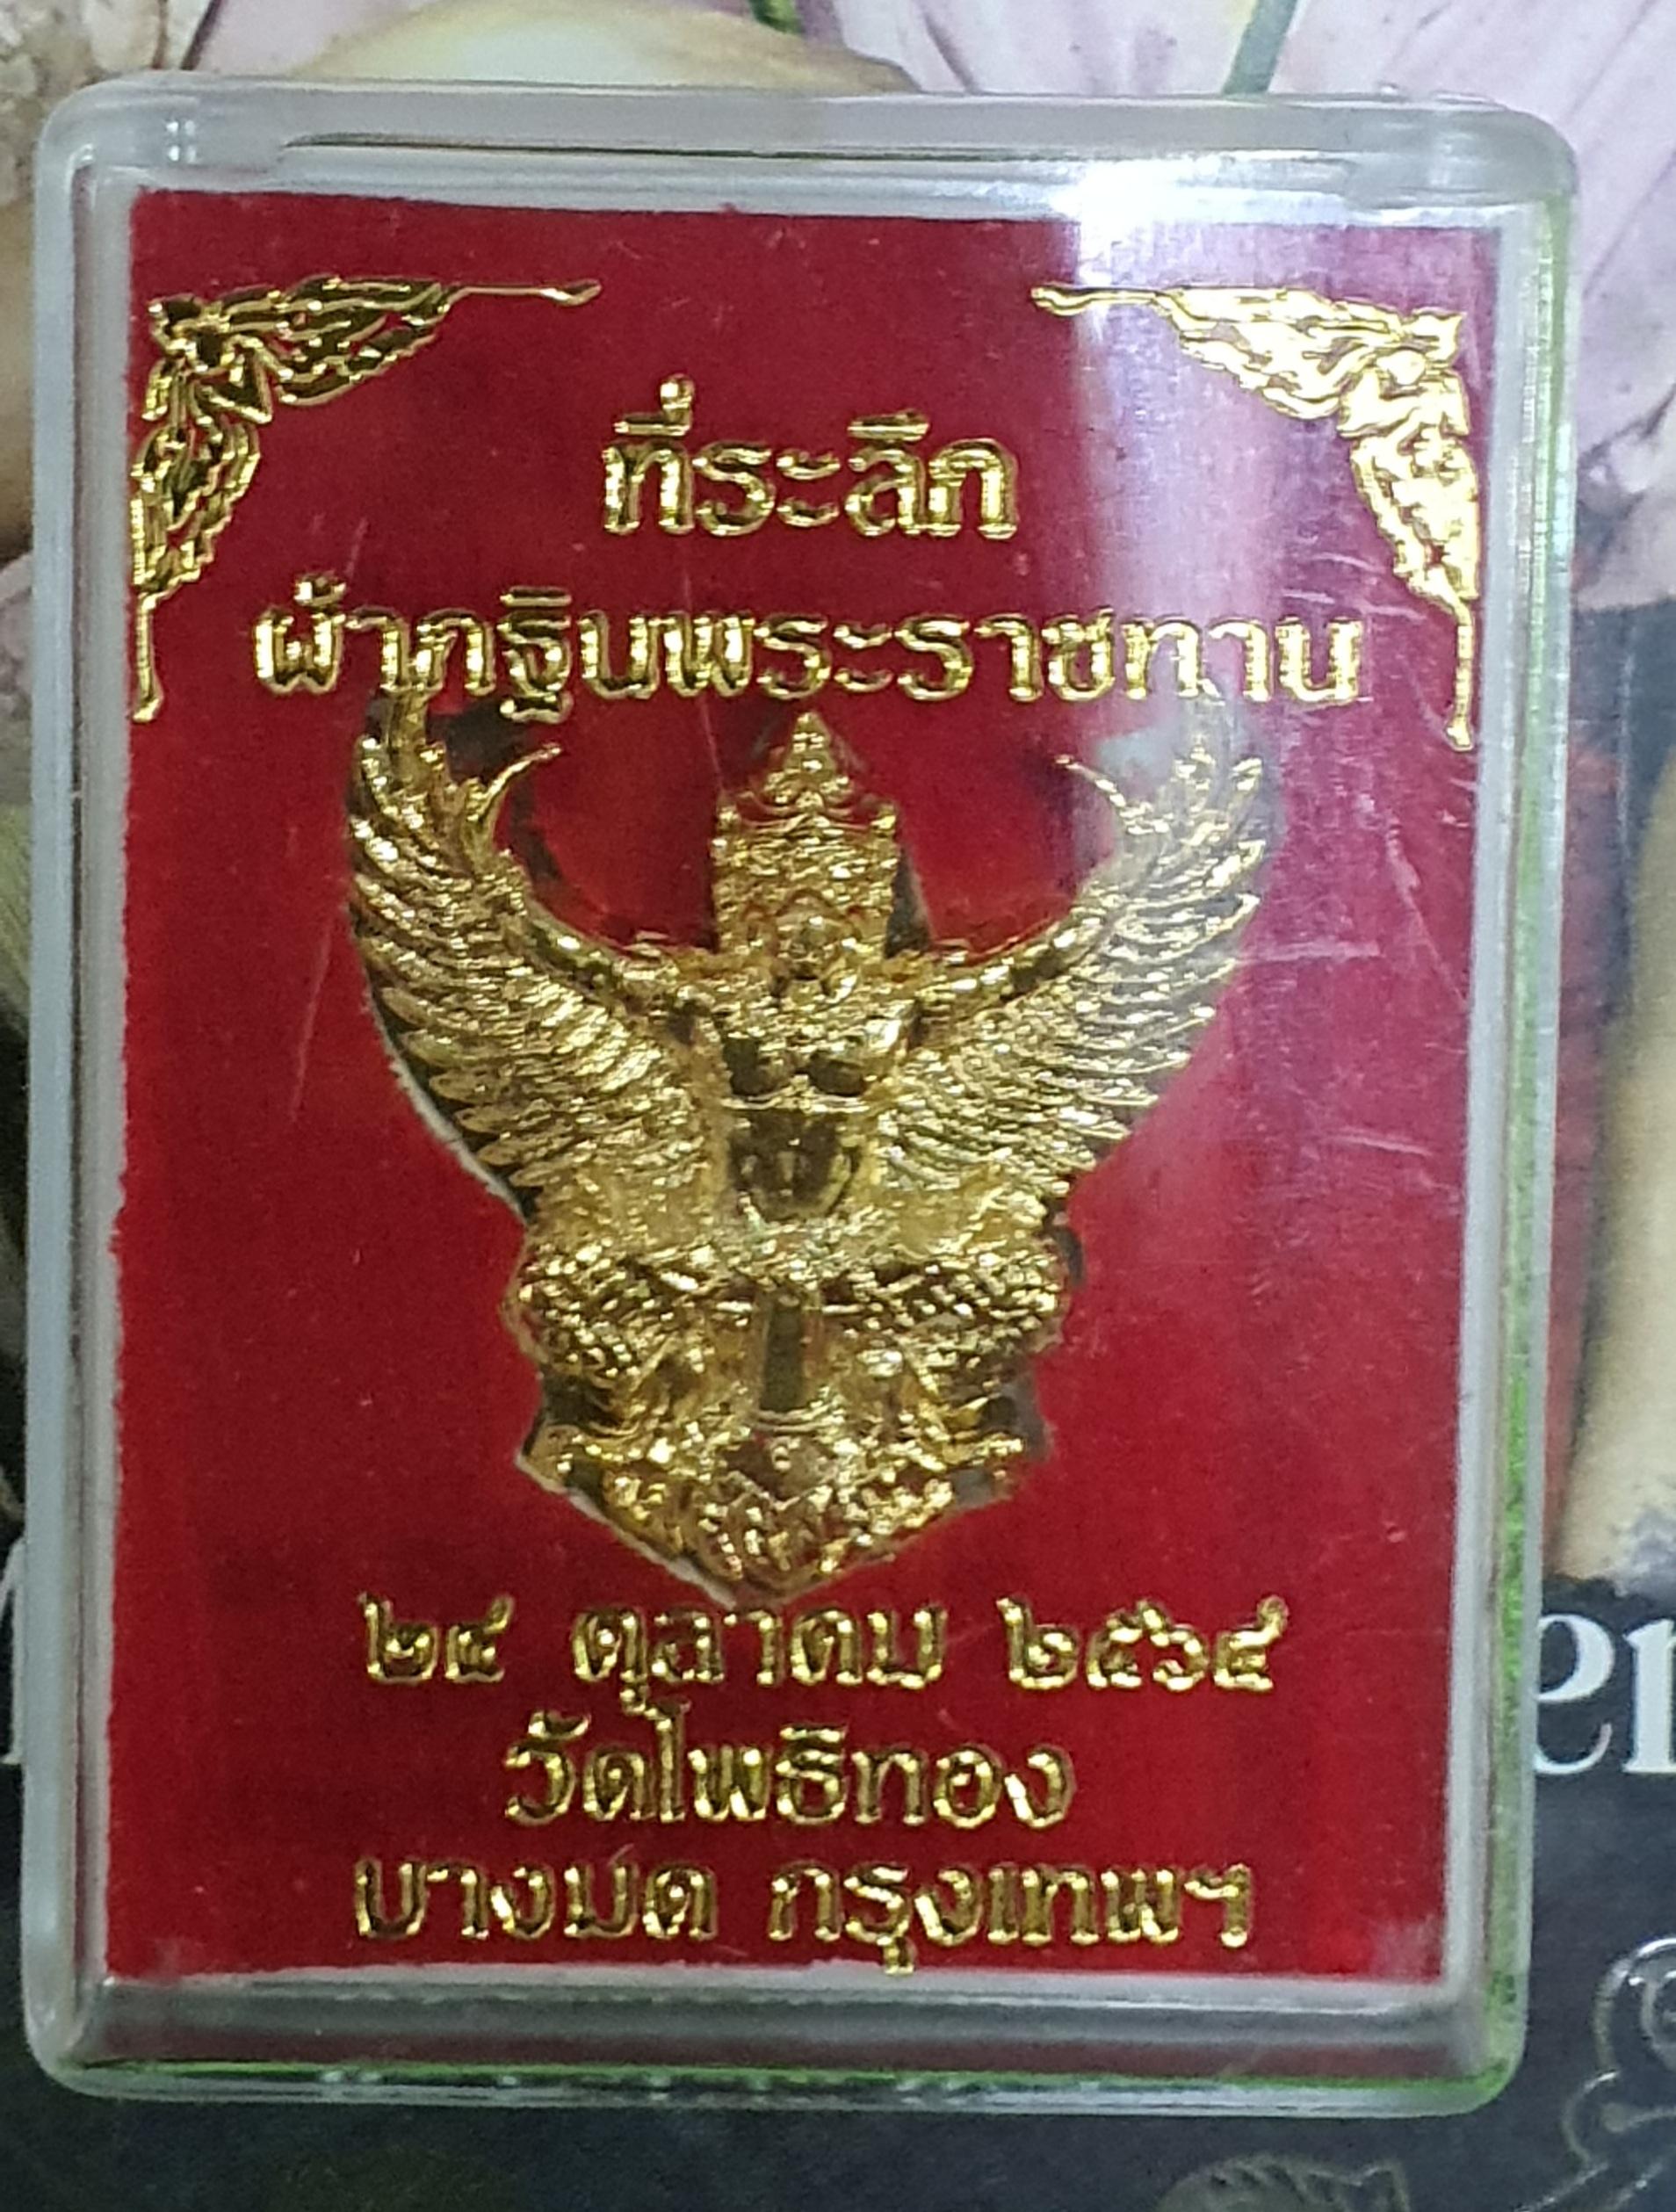 ที่ระลึก
ผ้ากฐินพระราชทาน
๒๔ ตุลาคม ๒๕๖๔
วัดโพธิทอง
บางมด กรุงเทพฯ
er